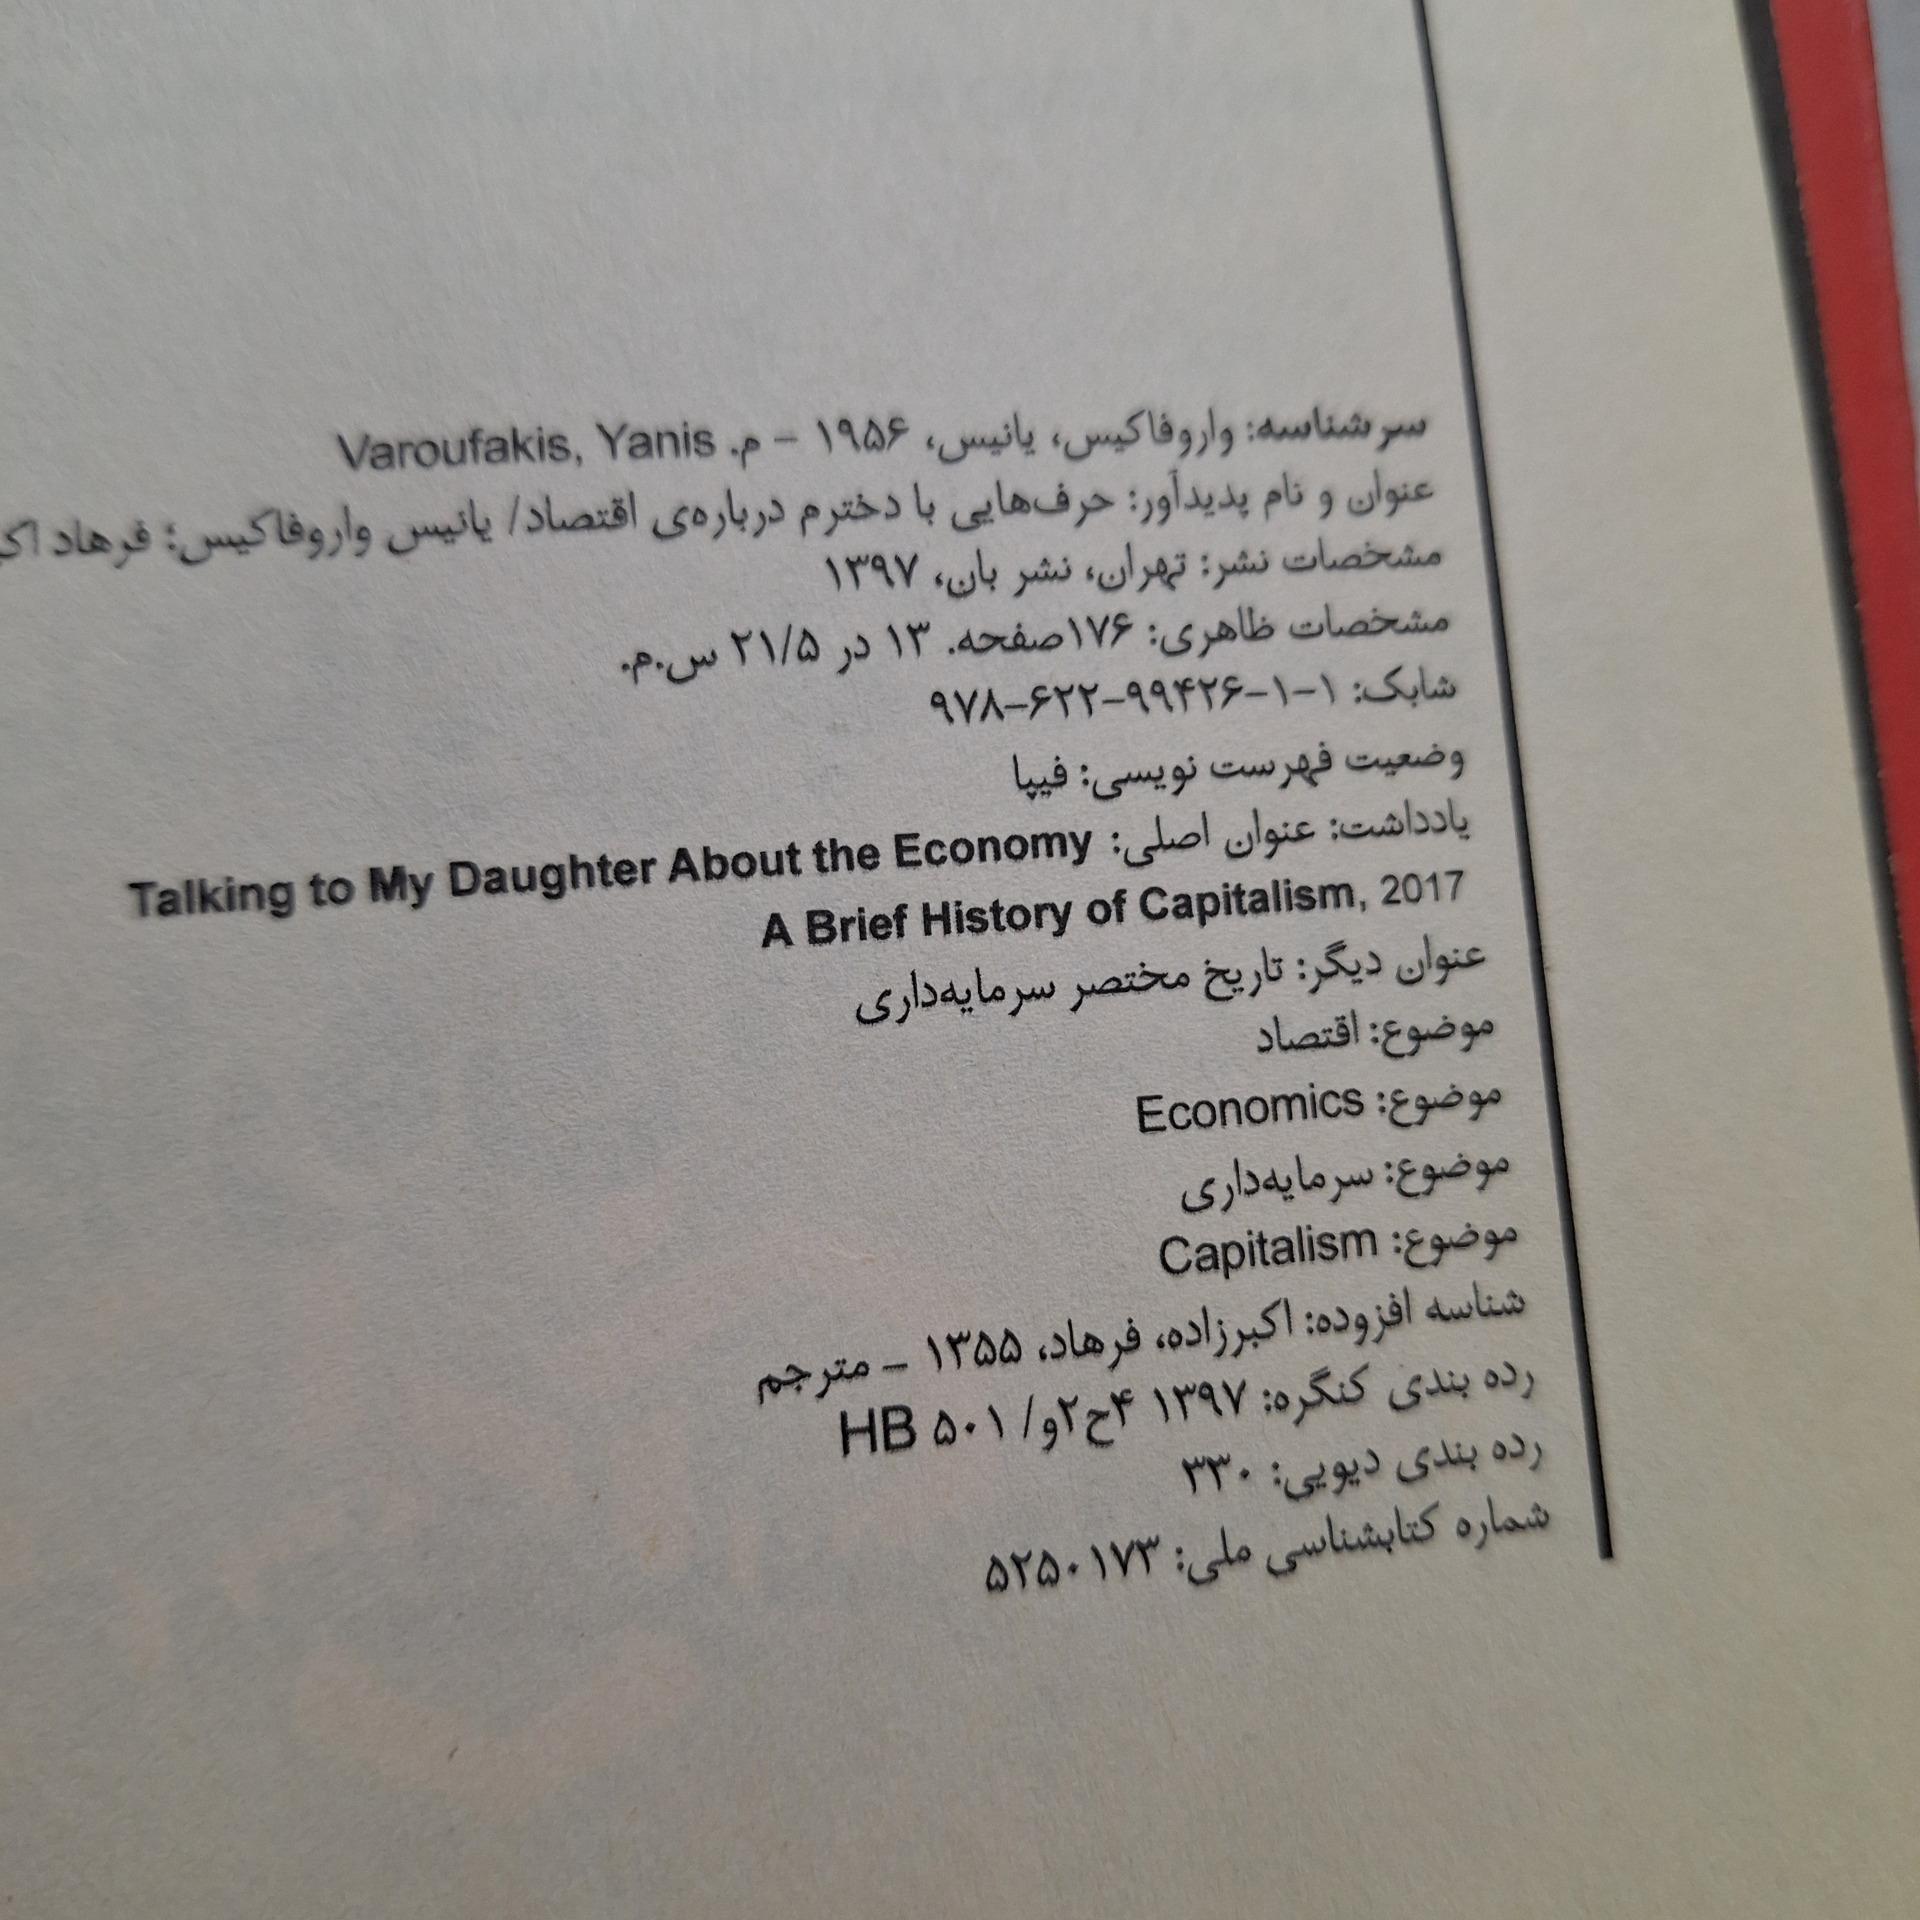 سرشناسه: واروفاکیس، یانیس، ۱۹۵۶ – م. Varoufakis, Yanis
عنوان و نام پدیدآور: حرف‌هایی با دخترم درباره‌ی اقتصاد/ یانیس واروفاکیس؛ فرهاد
مشخصات نشر: تهران، نشر بان، ۱۳۹۷
مشخصات ظاهری: ۱۷۶صفحه. ۱۳ در ۲۱/۵ س.م.
شابک: ۱-۱-۹۹۴۲۶-۶۲۲-۹۷۸
وضعیت فهرست نویسی: فیپا
یادداشت: عنوان اصلی: Talking to My Daughter About the Economy
A Brief History of Capitalism, 2017
عنوان دیگر: تاریخ مختصر سرمایه‌داری
موضوع: اقتصاد
موضوع: Economics
موضوع: سرمایه‌داری
موضوع: Capitalism
شناسه افزوده: اکبرزاده، فرهاد، ۱۳۵۵ – مترجم
رده بندی کنگره: ۱۳۹۷ ۴ح۲و/ ۵۰۱ HB
رده بندی دیویی: ۳۳۰
شماره کتابشناسی ملی: ۵۲۵۰۱۷۳